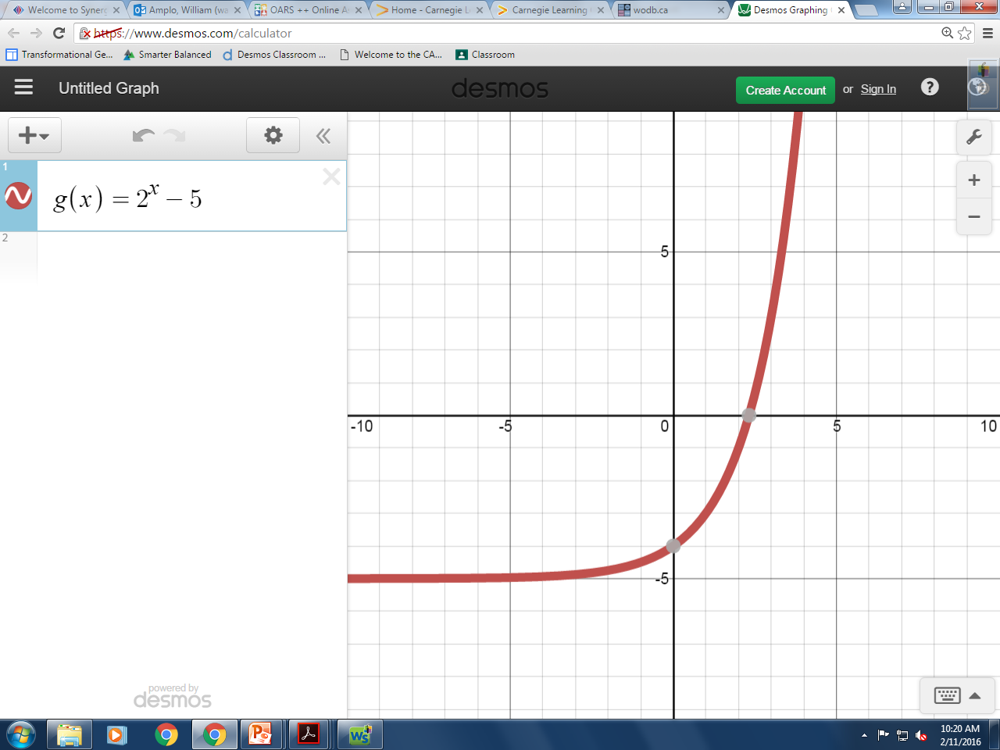 Welcome to Synerg
Amplo, William (wa
OARS ++ Online A
Home - Carnegie L
Carnegie Learning
wodb.ca
Desmos Graphing
https://www.desmos.com/calculator
Transformational Ge...
Smarter Balanced
Desmos Classroom ...
Welcome to the CA...
Classroom
Untitled Graph
desmos
Create Account
or
Sign In
?
1
g(x) = 2^x − 5
2
5
-10
-5
0
5
10
-5
powered by
desmos
10:20 AM
2/11/2016